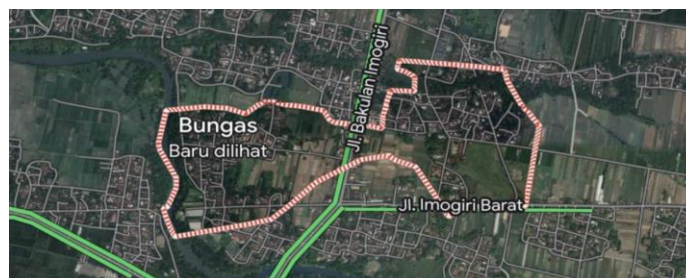 Jl. Bakulan Imogiri
Bungas
Baru dilihat
Jl. Imogiri Barat